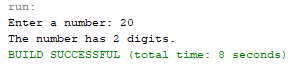 run:
Enter a number: 20
The number has 2 digits.
BUILD SUCCESSFUL (total time: 8 seconds)